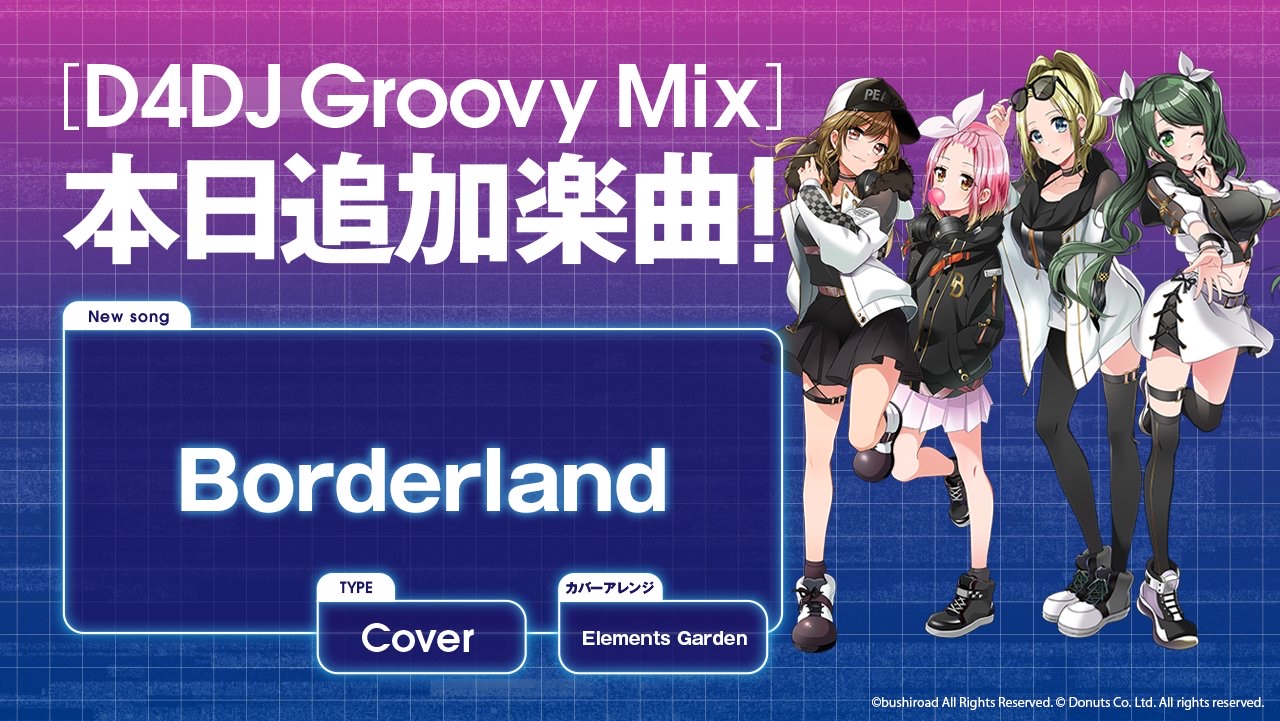 [D4DJ Groovy Mix]
本日追加楽曲!
New song
Borderland
TYPE
Cover
カバーアレンジ
Elements Garden
©bushiroad All Rights Reserved. © Donuts Co. Ltd. All rights reserved.